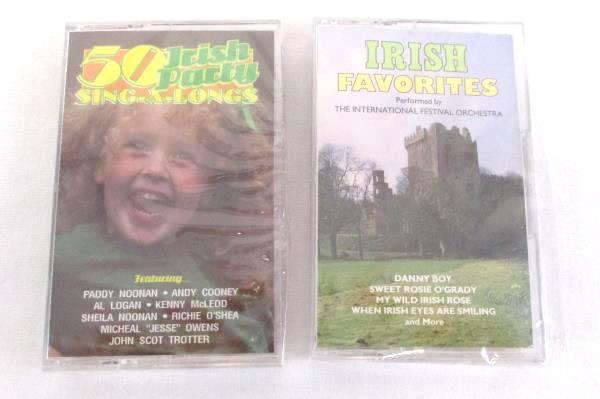 50 Irish
Party
SING-A-LONGS
Featuring...
PADDY NOONAN • ANDY COONEY
AL LOGAN • KENNY McLEOD
SHEILA NOONAN • RICHIE O'SHEA
MICHEAL "JESSE" OWENS
JOHN SCOT TROTTER
IRISH
FAVORITES
Performed by
THE INTERNATIONAL FESTIVAL ORCHESTRA
DANNY BOY
SWEET ROSIE O'GRADY
MY WILD IRISH ROSE
WHEN IRISH EYES ARE SMILING
and More